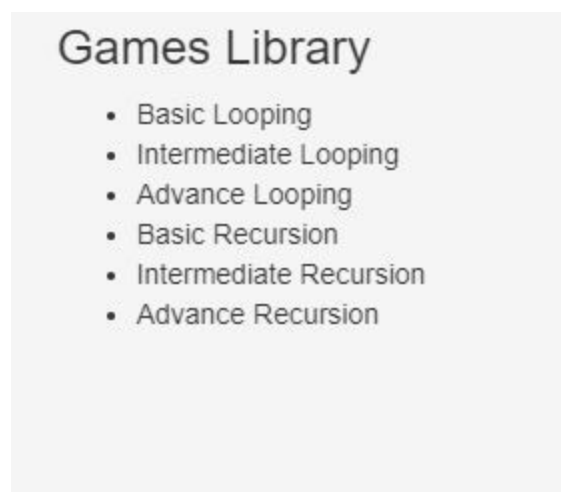 Games Library
• Basic Looping
• Intermediate Looping
• Advance Looping
• Basic Recursion
• Intermediate Recursion
• Advance Recursion